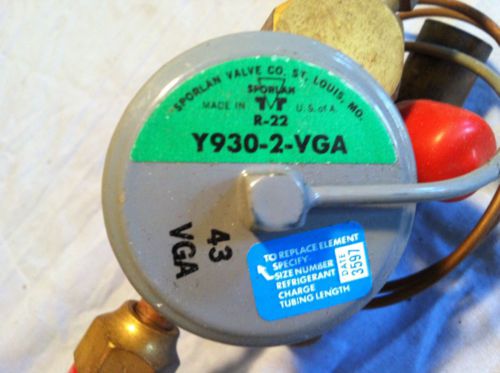 SPORLAN VALVE CO. ST. LOUIS, MO.
SPORLAN
MADE IN U.S. of A.
R-22
Y930-2-VGA
43
VGA
TO REPLACE ELEMENT
SPECIFY-
SIZE NUMBER
REFRIGERANT
CHARGE
TUBING LENGTH
DATE
3597